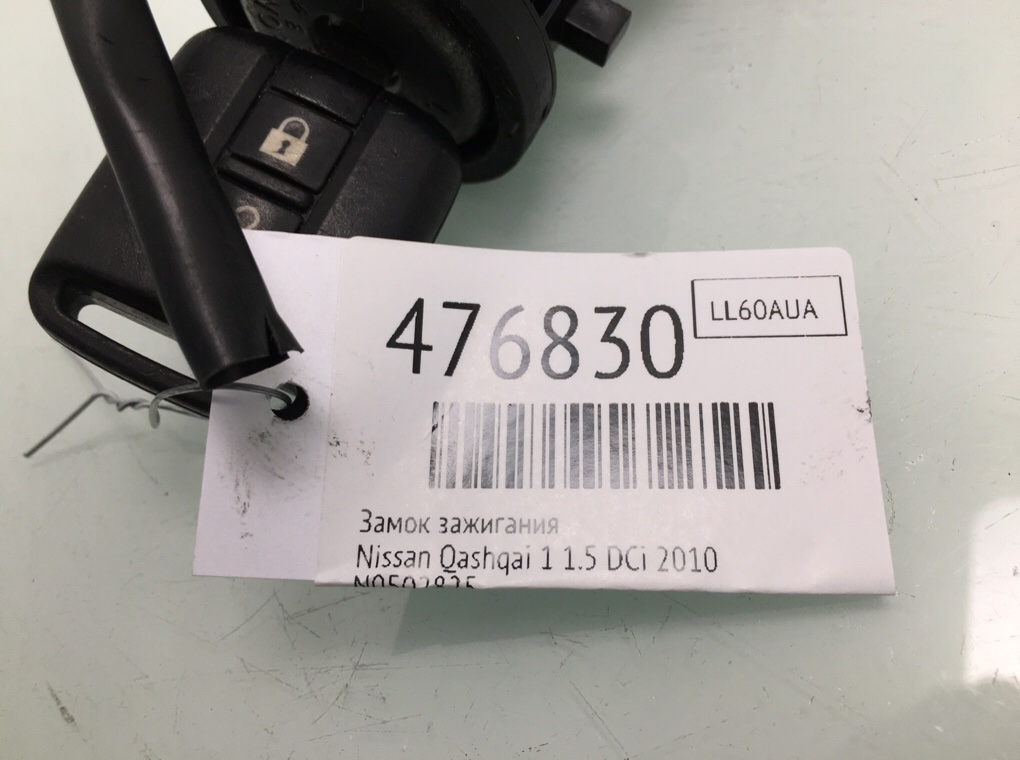 476830
LL60AUA
Замок зажигания
Nissan Qashqai 1 1.5 DCi 2010